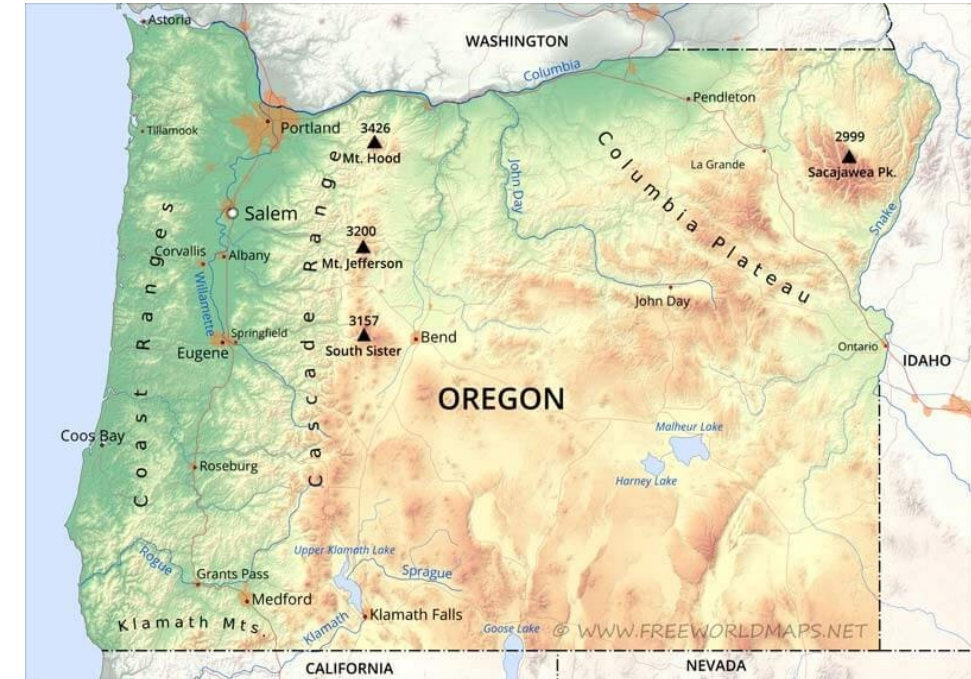 Astoria
WASHINGTON
Columbia
Pendleton
Tillamook
Portland
3426
Mt. Hood
John Day
Columbia Plateau
La Grande
2999
Sacajawea Pk.
Snake
Salem
Coast Ranges
Cascade Range
3200
Mt. Jefferson
Corvallis
Albany
Willamette
John Day
3157
South Sister
Springfield
Eugene
Bend
Ontario
IDAHO
OREGON
Coos Bay
Malheur Lake
Harney Lake
Roseburg
Rogue
Upper Klamath Lake
Sprague
Grants Pass
Medford
Klamath Mts.
Klamath
Klamath Falls
Goose Lake
© WWW.FREEWORLDMAPS.NET
CALIFORNIA
NEVADA